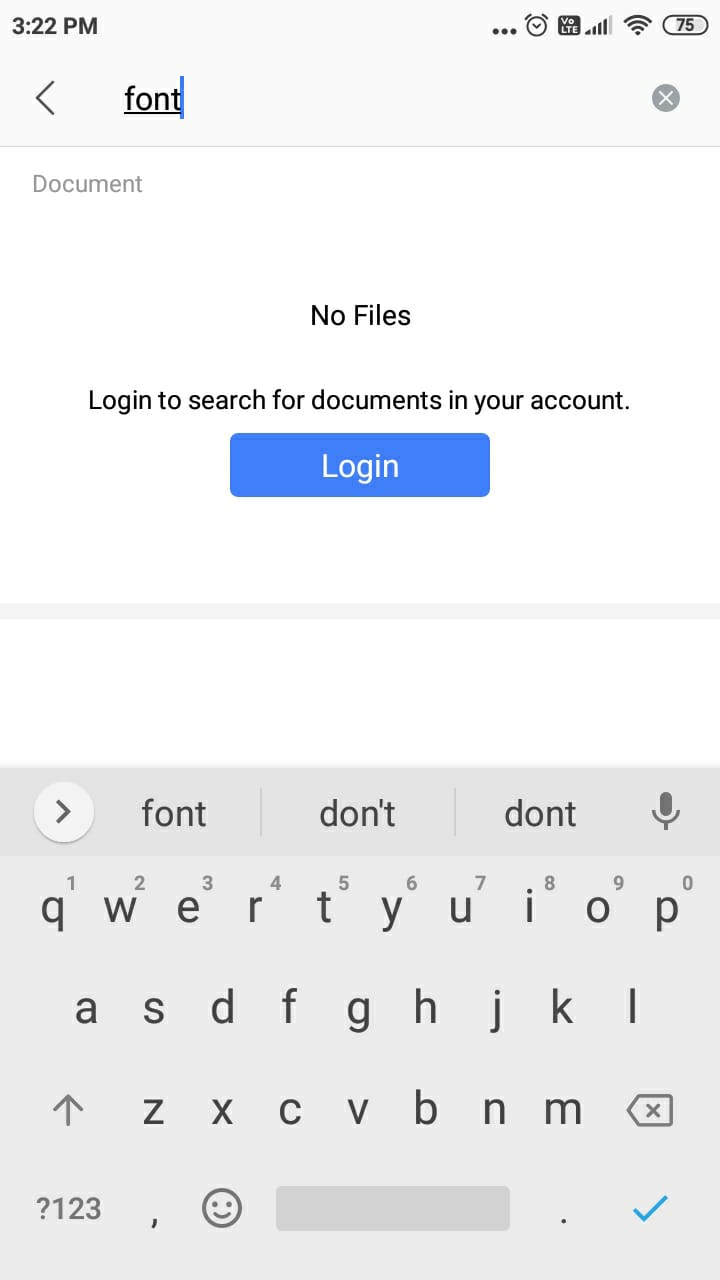 3:22 PM
Vo LTE 75
font
Document
No Files
Login to search for documents in your account.
Login
font don't dont
1 2 3 4 5 6 7 8 9 0
q w e r t y u i o p
a s d f g h j k l
z x c v b n m
?123 , .